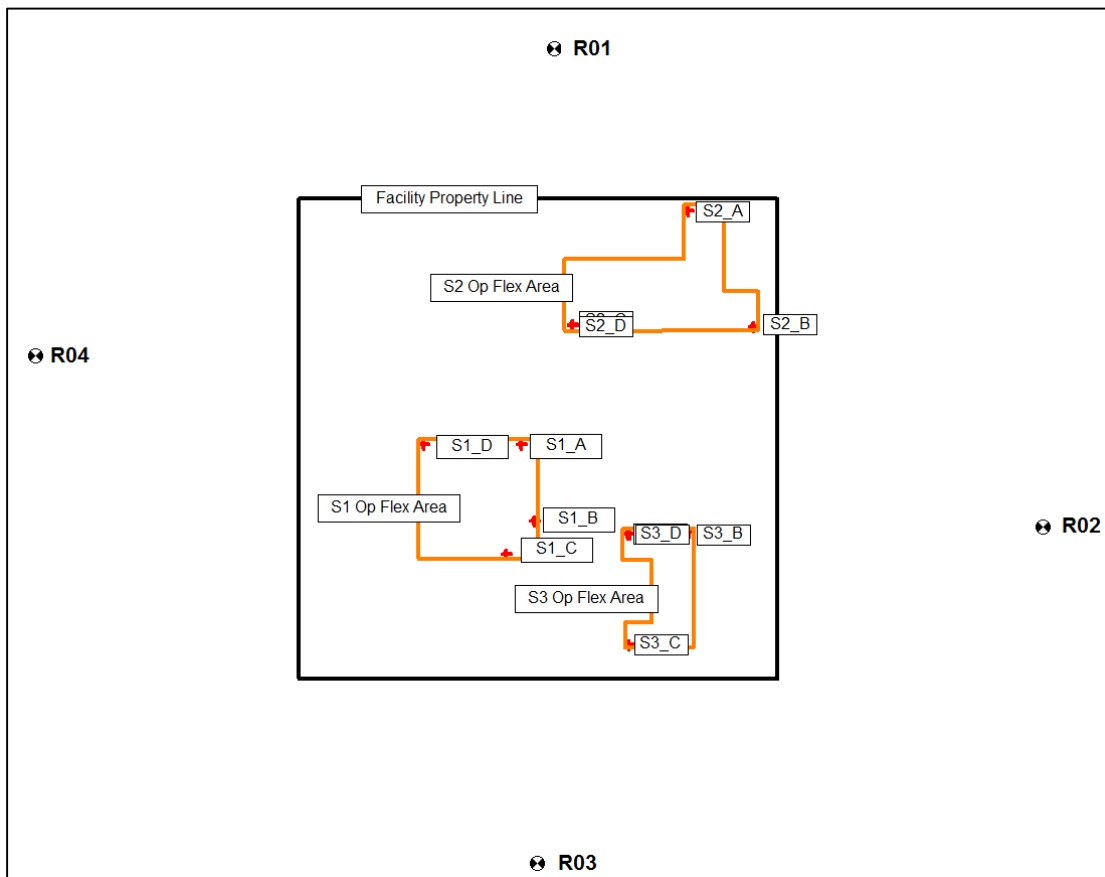 R01
Facility Property Line
S2_A
S2 Op Flex Area
S2_D
S2_B
R04
S1_D
S1_A
S1 Op Flex Area
S1_B
S1_C
S3_D
S3_B
R02
S3 Op Flex Area
S3_C
R03